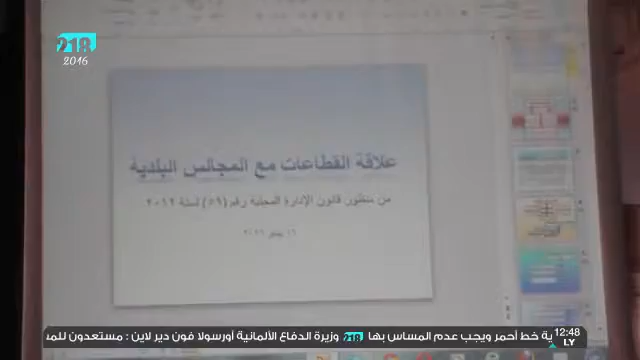 218
2016
علاقة القطاعات مع المجالس البلدية
من منظور قانون الإدارة المحلية رقم (٥٩) لسنة ٢٠١٢
ية خط أحمر ويجب عدم المساس بها 218 وزيرة الدفاع الألمانية أورسولا فون دير لاين : مستعدون للمس
12:48
LY